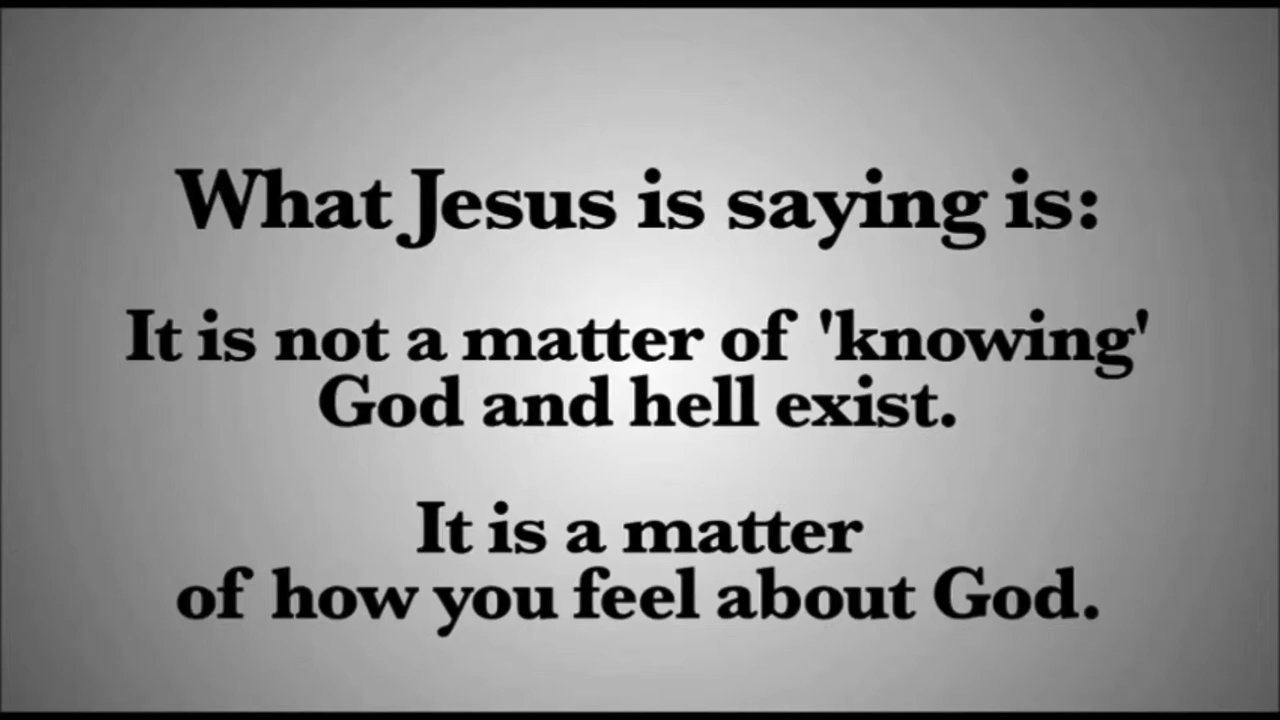 What Jesus is saying is:
It is not a matter of 'knowing'
God and hell exist.
It is a matter
of how you feel about God.